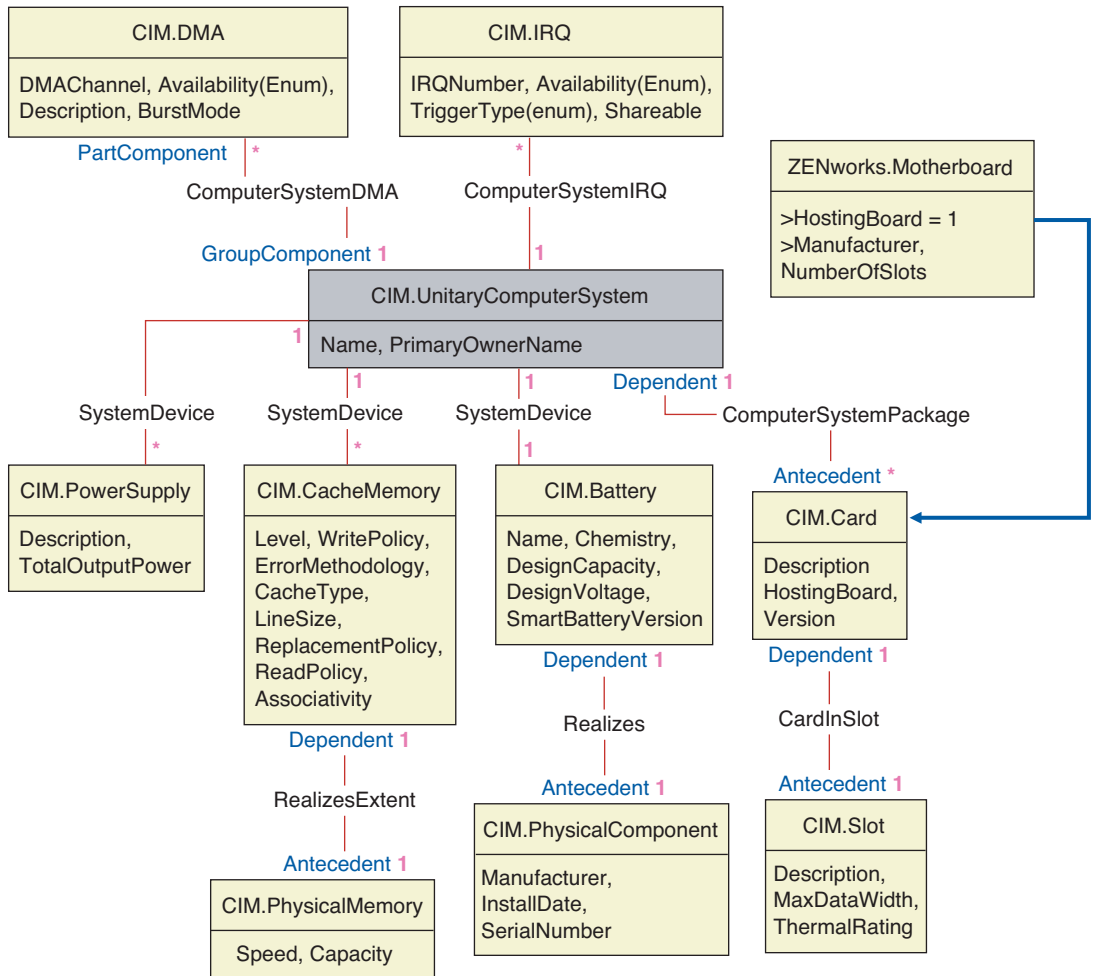 CIM.DMA
DMAChannel, Availability(Enum),
Description, BurstMode
CIM.IRQ
IRQNumber, Availability(Enum),
TriggerType(enum), Shareable
ZENworks.Motherboard
>HostingBoard = 1
>Manufacturer,
NumberOfSlots
PartComponent *
*
ComputerSystemDMA
ComputerSystemIRQ
GroupComponent 1
1
CIM.UnitaryComputerSystem
Name, PrimaryOwnerName
1
1
1
Dependent 1
SystemDevice
SystemDevice
SystemDevice
ComputerSystemPackage
*
*
1
Antecedent *
CIM.PowerSupply
Description,
TotalOutputPower
CIM.CacheMemory
Level, WritePolicy,
ErrorMethodology,
CacheType,
LineSize,
ReplacementPolicy,
ReadPolicy,
Associativity
CIM.Battery
Name, Chemistry,
DesignCapacity,
DesignVoltage,
SmartBatteryVersion
CIM.Card
Description
HostingBoard,
Version
Dependent 1
Dependent 1
Dependent 1
RealizesExtent
Realizes
CardInSlot
Antecedent 1
Antecedent 1
Antecedent 1
CIM.PhysicalMemory
Speed, Capacity
CIM.PhysicalComponent
Manufacturer,
InstallDate,
SerialNumber
CIM.Slot
Description,
MaxDataWidth,
ThermalRating